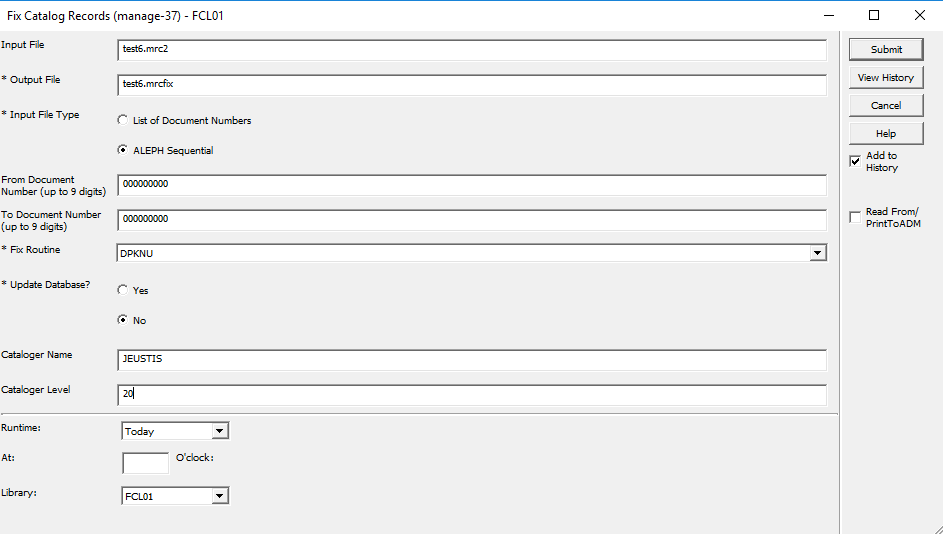 Fix Catalog Records (manage-37) - FCL01
Input File
test6.mrc2
Submit
* Output File
test6.mrcfix
View History
* Input File Type
List of Document Numbers
Cancel
ALEPH Sequential
Help
Add to
History
From Document
Number (up to 9 digits)
000000000
To Document Number
(up to 9 digits)
000000000
Read From/
PrintToADM
* Fix Routine
DPKNU
* Update Database?
Yes
No
Cataloger Name
JEUSTIS
Cataloger Level
20
Runtime:
Today
At:
O'clock:
Library:
FCL01